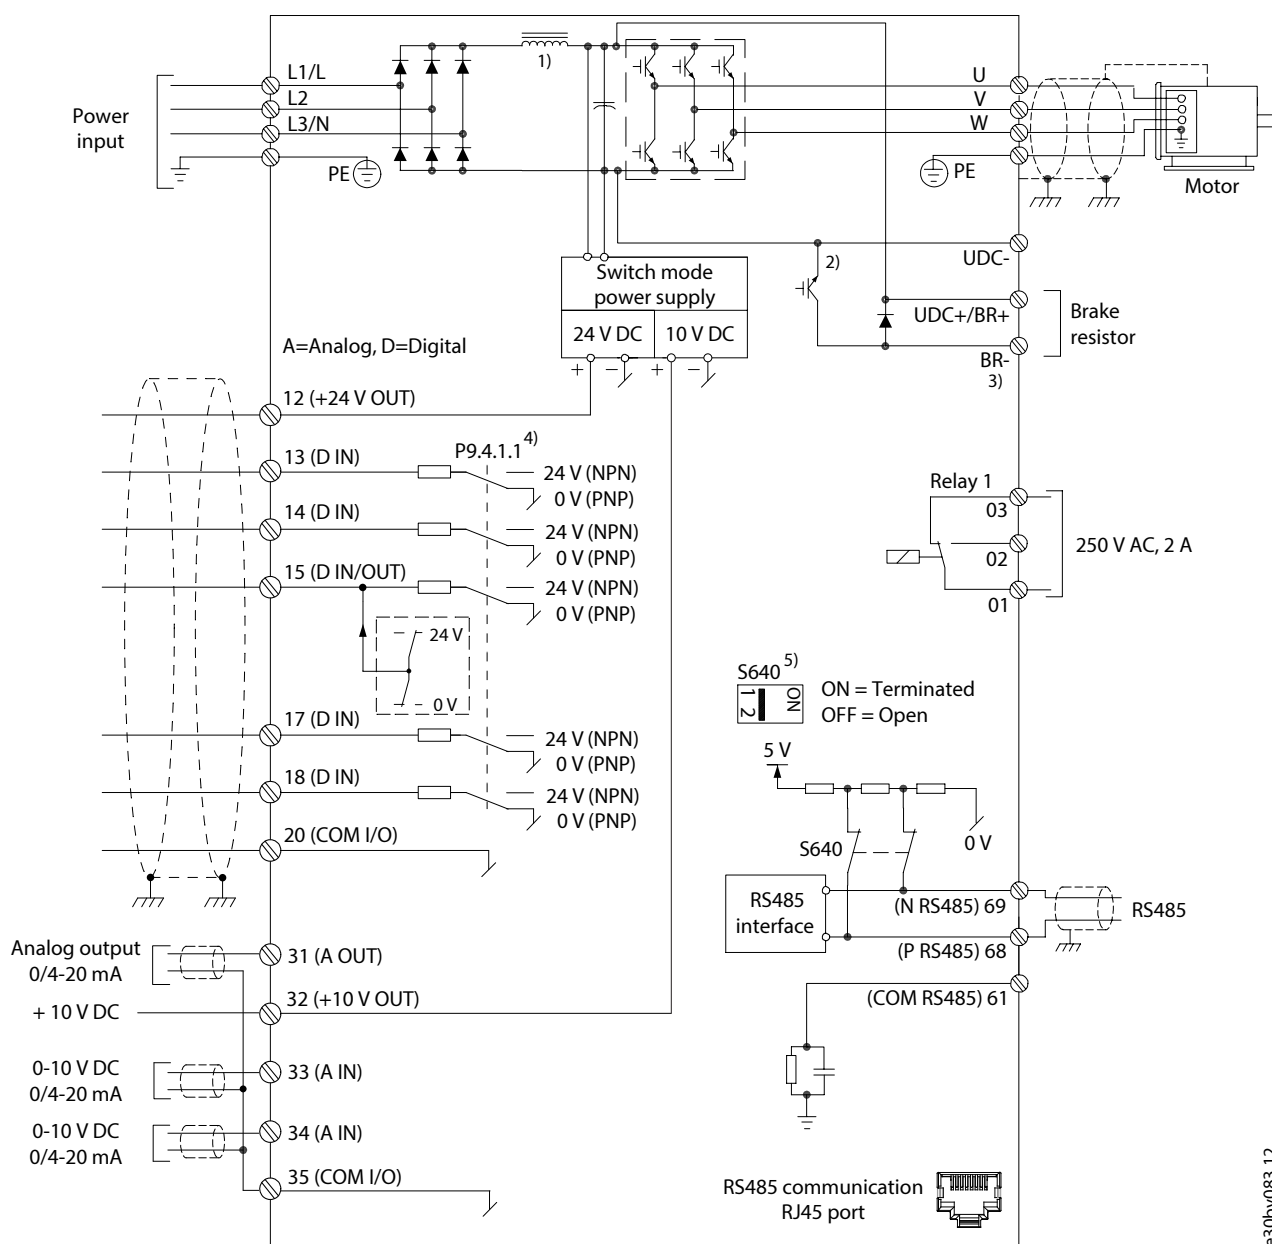 Power
input
L1/L
L2
L3/N
PE
1)
U
V
W
PE
Motor
UDC-
2)
UDC+/BR+
BR-
3)
Brake
resistor
Switch mode
power supply
24 V DC
10 V DC
+
−
+
−
A=Analog, D=Digital
12 (+24 V OUT)
13 (D IN)
P9.4.1.1 4)
24 V (NPN)
0 V (PNP)
14 (D IN)
24 V (NPN)
0 V (PNP)
15 (D IN/OUT)
24 V (NPN)
0 V (PNP)
24 V
0 V
17 (D IN)
24 V (NPN)
0 V (PNP)
18 (D IN)
24 V (NPN)
0 V (PNP)
20 (COM I/O)
Relay 1
03
02
01
250 V AC, 2 A
S640 5)
1 2
ON
ON = Terminated
OFF = Open
5 V
0 V
S640
RS485
interface
(N RS485) 69
(P RS485) 68
(COM RS485) 61
RS485
Analog output
0/4-20 mA
31 (A OUT)
+ 10 V DC
32 (+10 V OUT)
0-10 V DC
0/4-20 mA
33 (A IN)
0-10 V DC
0/4-20 mA
34 (A IN)
35 (COM I/O)
RS485 communication
RJ45 port
e30bv083.12